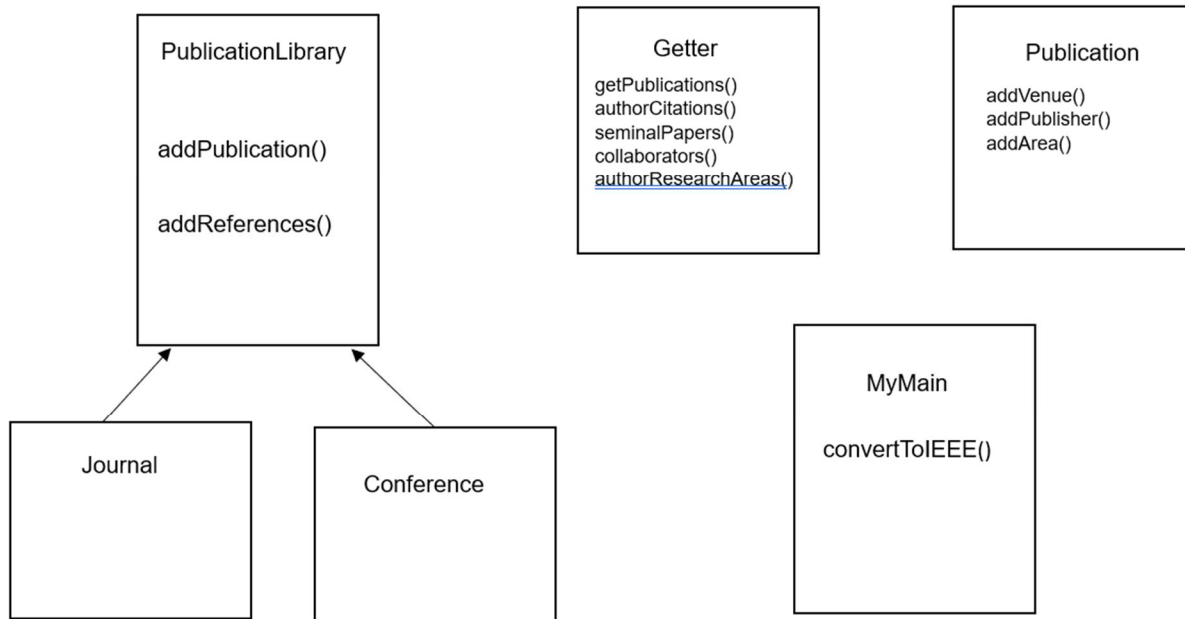 PublicationLibrary
addPublication()
addReferences()
Getter
getPublications()
authorCitations()
seminalPapers()
collaborators()
authorResearchAreas()
Publication
addVenue()
addPublisher()
addArea()
Journal
Conference
MyMain
convertToIEEE()